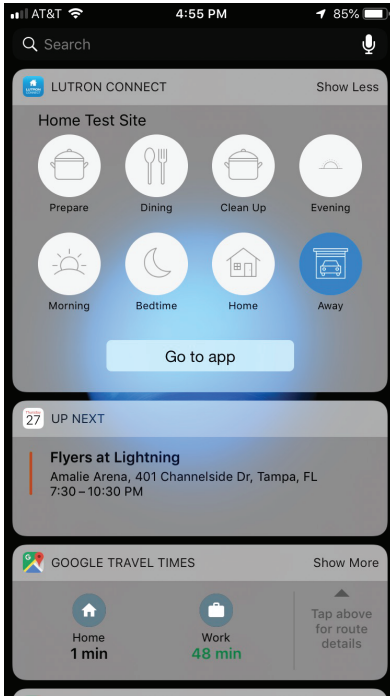 AT&T 4:55 PM 85%
Search
LUTRON CONNECT Show Less
Home Test Site
Prepare Dining Clean Up Evening
Morning Bedtime Home Away
Go to app
27 UP NEXT
Flyers at Lightning
Amalie Arena, 401 Channelside Dr, Tampa, FL
7:30 – 10:30 PM
GOOGLE TRAVEL TIMES Show More
Home Work
1 min 48 min
Tap above
for route
details